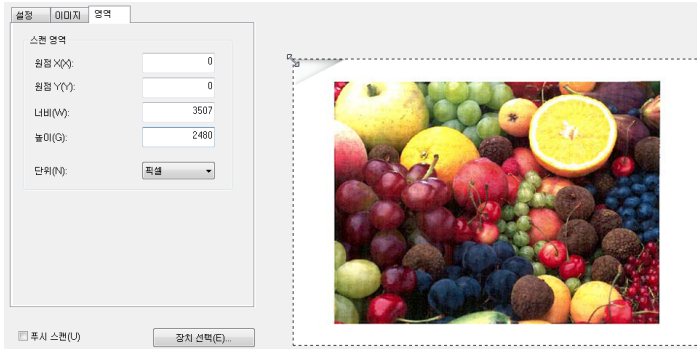 설정 이미지 영역
스캔 영역
원점 X(X): 0
원점 Y(Y): 0
너비(W): 3507
높이(G): 2480
단위(N): 픽셀
푸시 스캔(U) 장치 선택(E)...